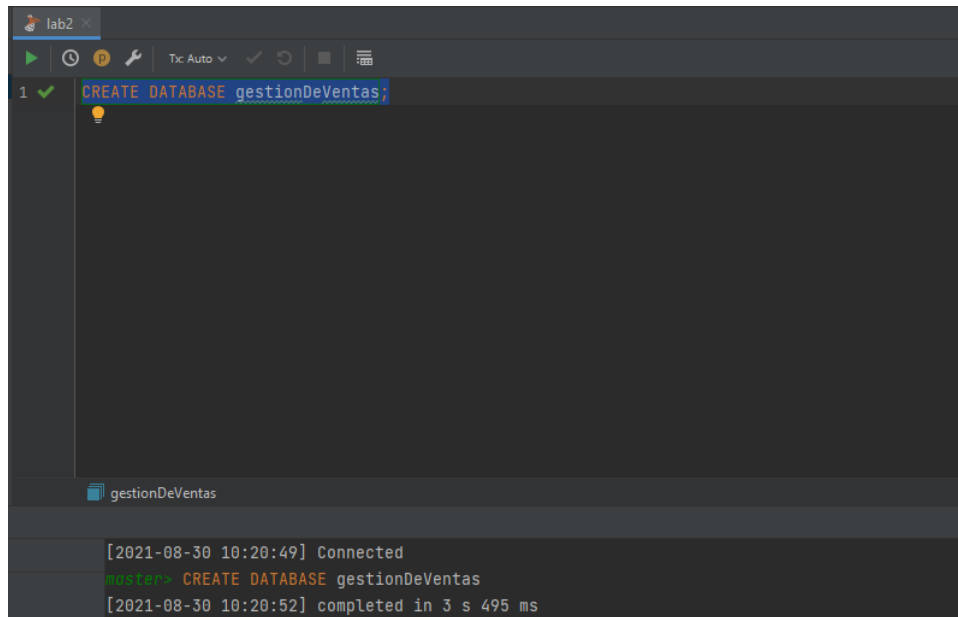 lab2
Tx: Auto
1 CREATE DATABASE gestionDeVentas;
gestionDeVentas
[2021-08-30 10:20:49] Connected
master> CREATE DATABASE gestionDeVentas
[2021-08-30 10:20:52] completed in 3 s 495 ms